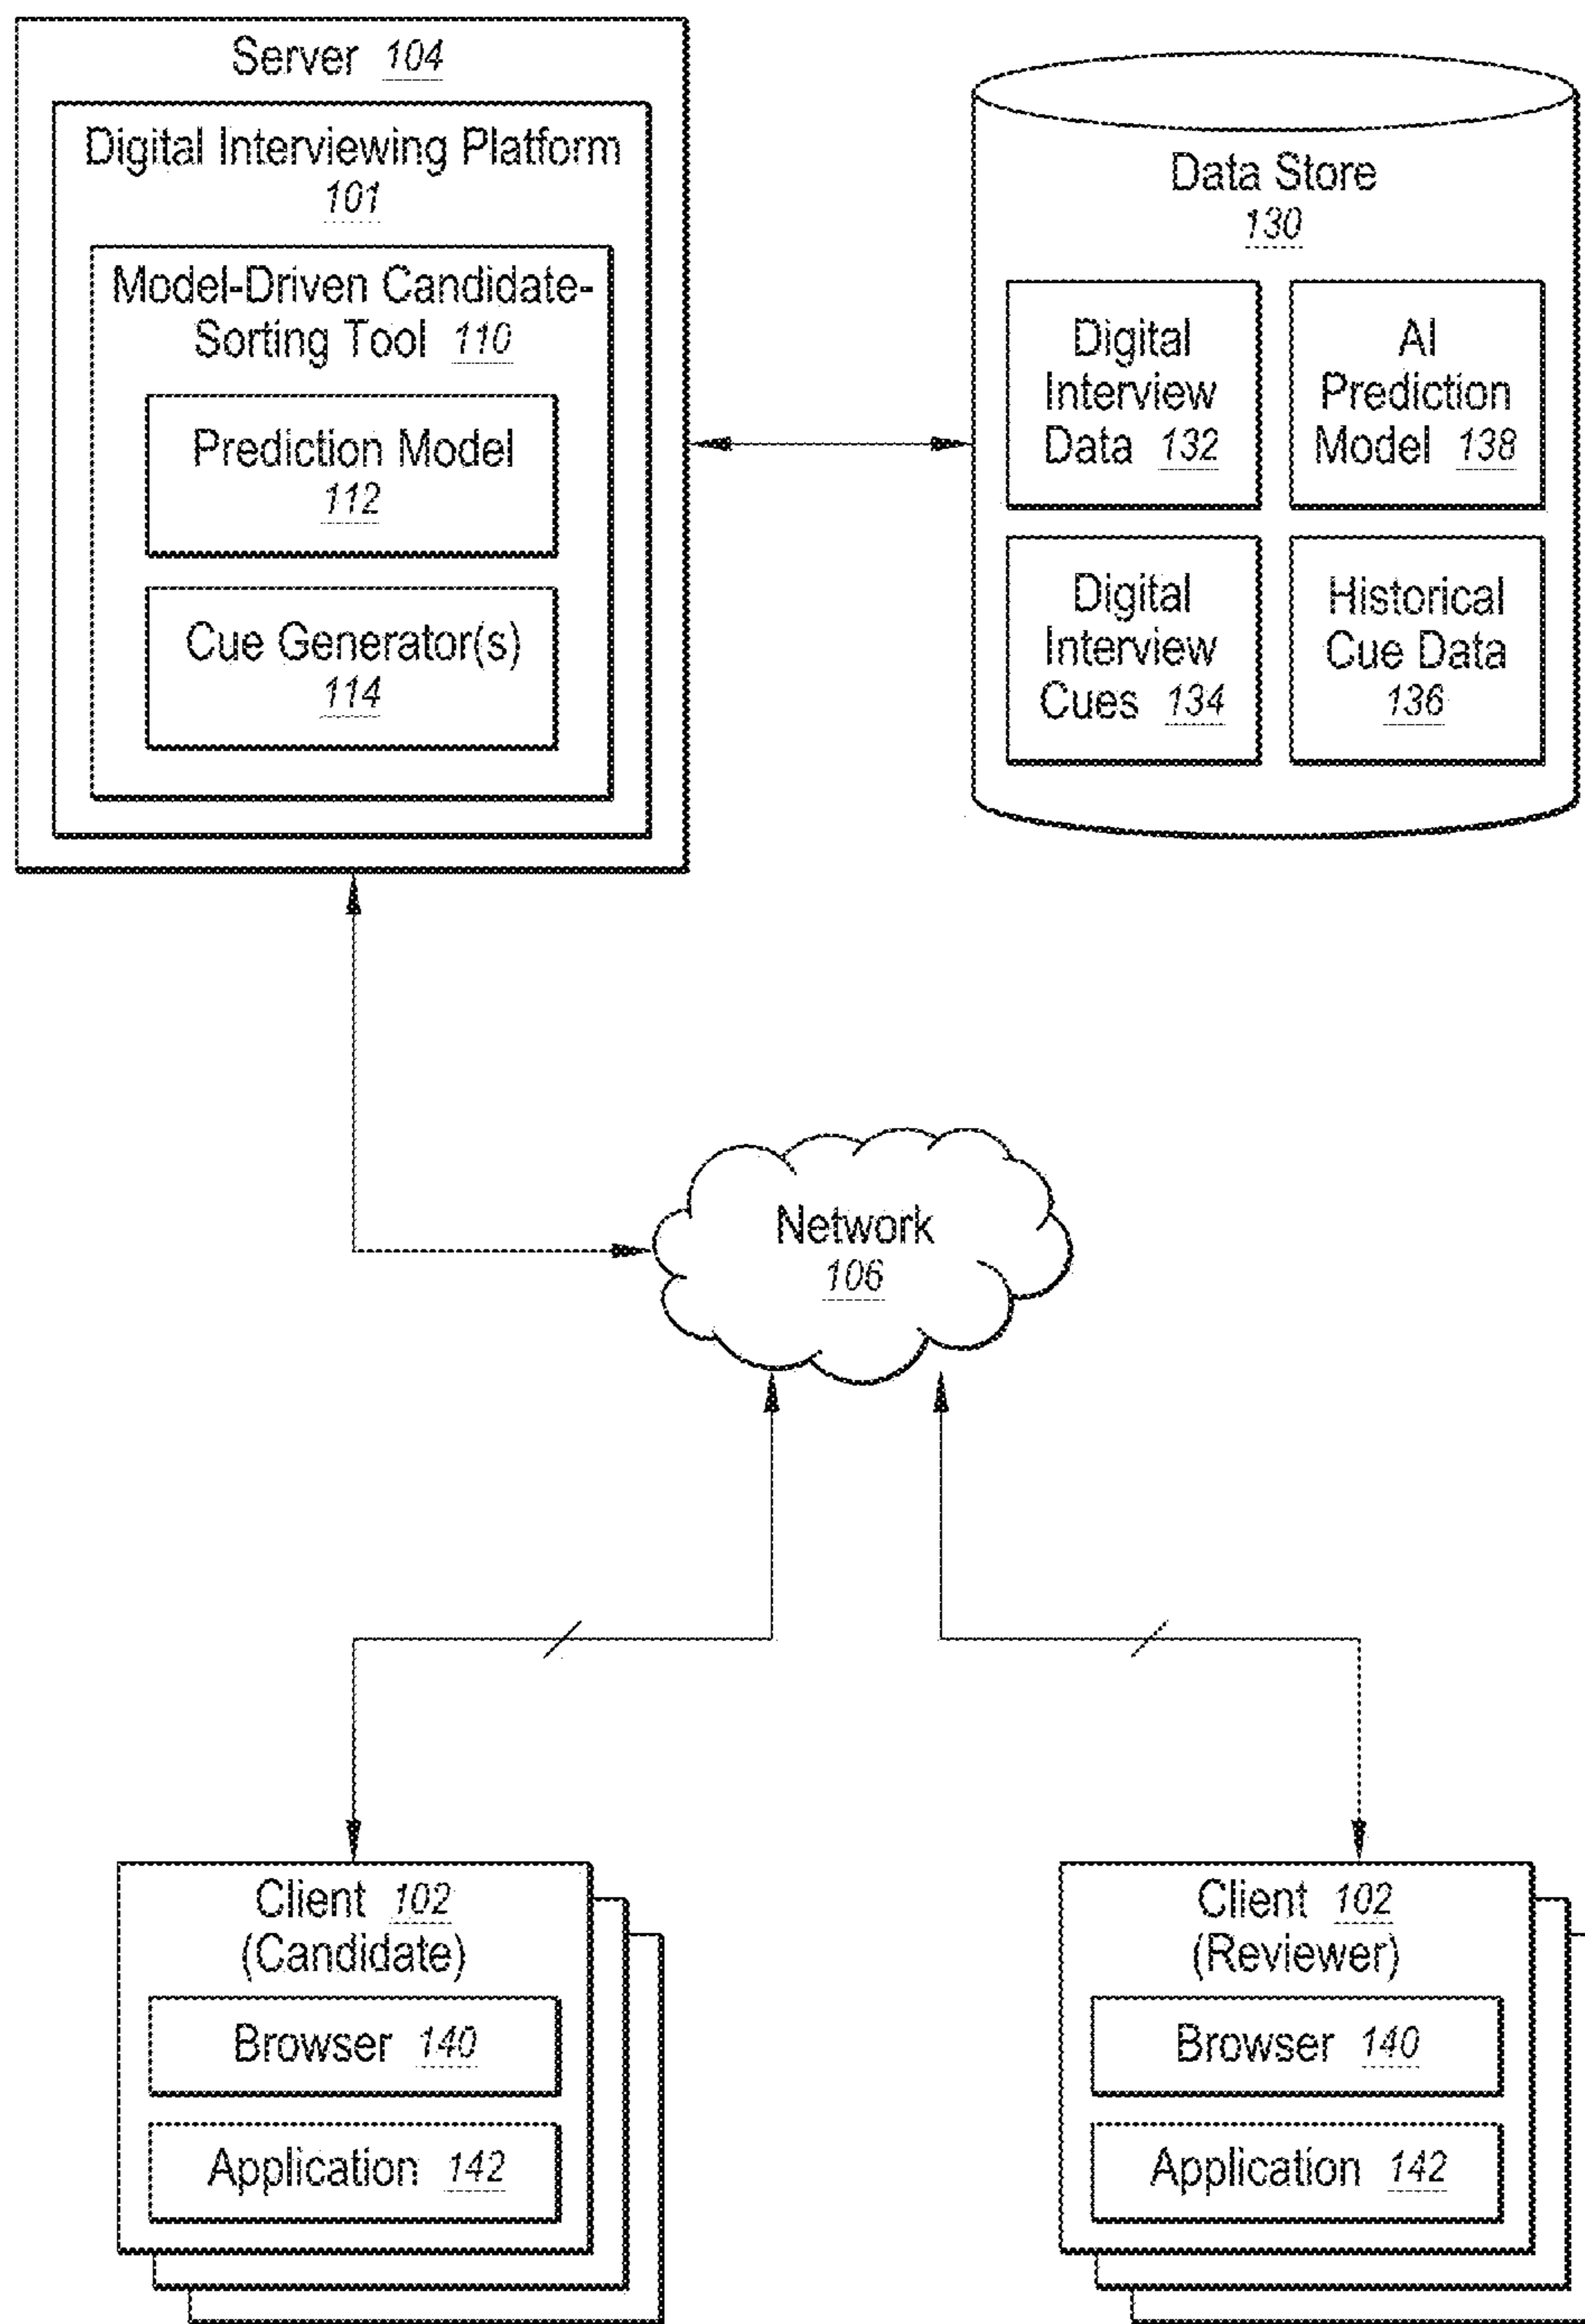 Server 104
Digital Interviewing Platform
101
Model-Driven Candidate-
Sorting Tool 110
Prediction Model
112
Cue Generator(s)
114
Data Store
130
Digital
Interview
Data 132
AI
Prediction
Model 138
Digital
Interview
Cues 134
Historical
Cue Data
136
Network
106
Client 102
(Candidate)
Browser 140
Application 142
Client 102
(Reviewer)
Browser 140
Application 142